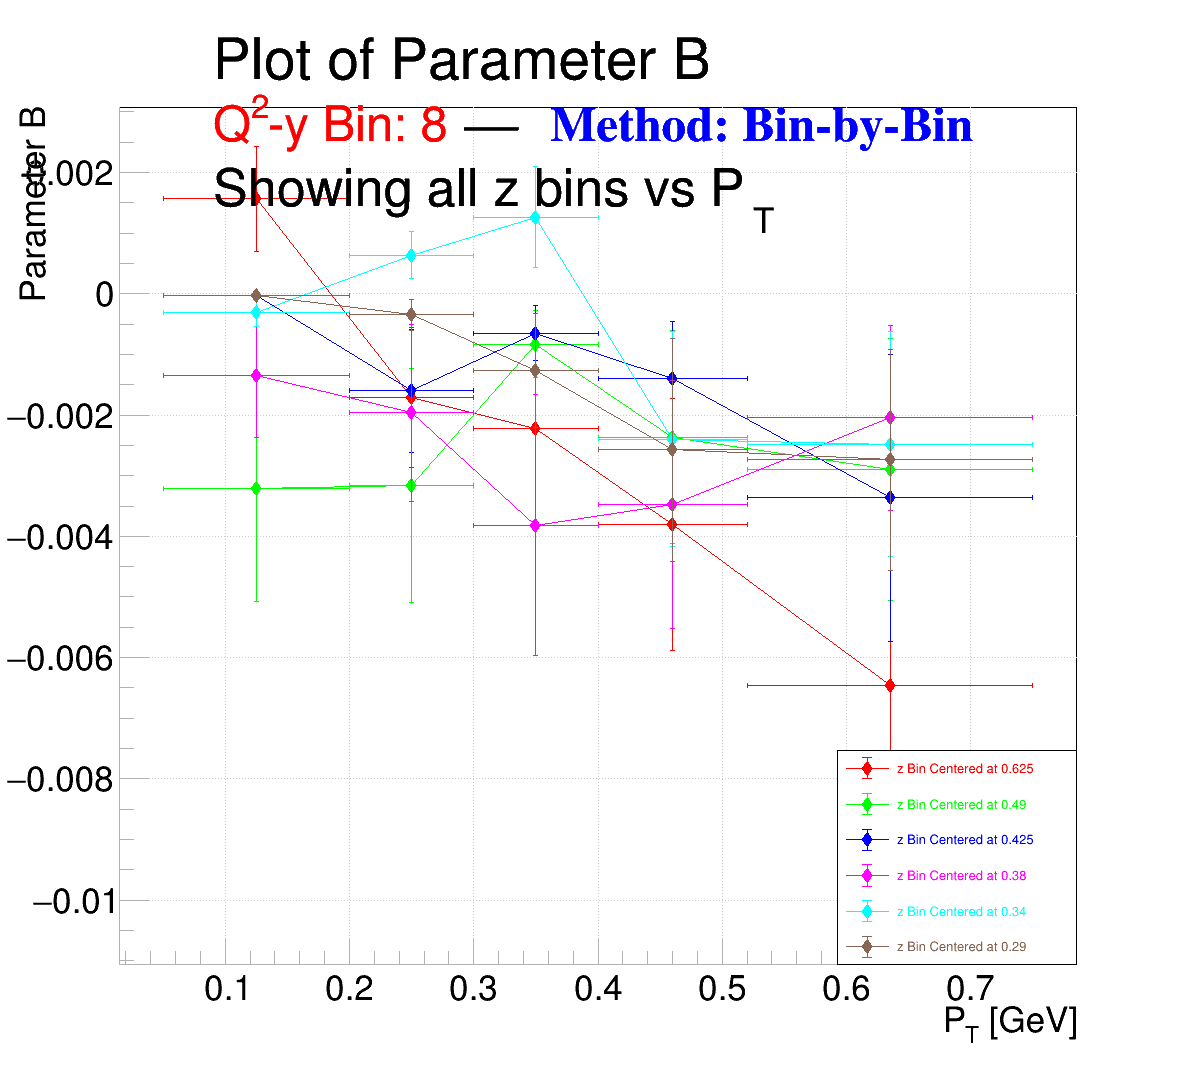 Plot of Parameter B
Q2-y Bin: 8 — Method: Bin-by-Bin
Showing all z bins vs PT
Parameter B
0.002
0
−0.002
−0.004
−0.006
−0.008
−0.01
z Bin Centered at 0.625
z Bin Centered at 0.49
z Bin Centered at 0.425
z Bin Centered at 0.38
z Bin Centered at 0.34
z Bin Centered at 0.29
0.1 0.2 0.3 0.4 0.5 0.6 0.7
PT [GeV]